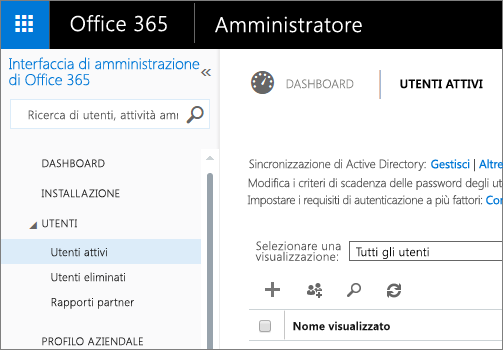 Office 365 Amministratore
Interfaccia di amministrazione
di Office 365
Ricerca di utenti, attività amm
DASHBOARD
INSTALLAZIONE
UTENTI
Utenti attivi
Utenti eliminati
Rapporti partner
PROFILO AZIENDALE
DASHBOARD UTENTI ATTIVI
Sincronizzazione di Active Directory: Gestisci | Altre
Modifica i criteri di scadenza delle password degli ut
Impostare i requisiti di autenticazione a più fattori: Con
Selezionare una
visualizzazione:
Tutti gli utenti
Nome visualizzato